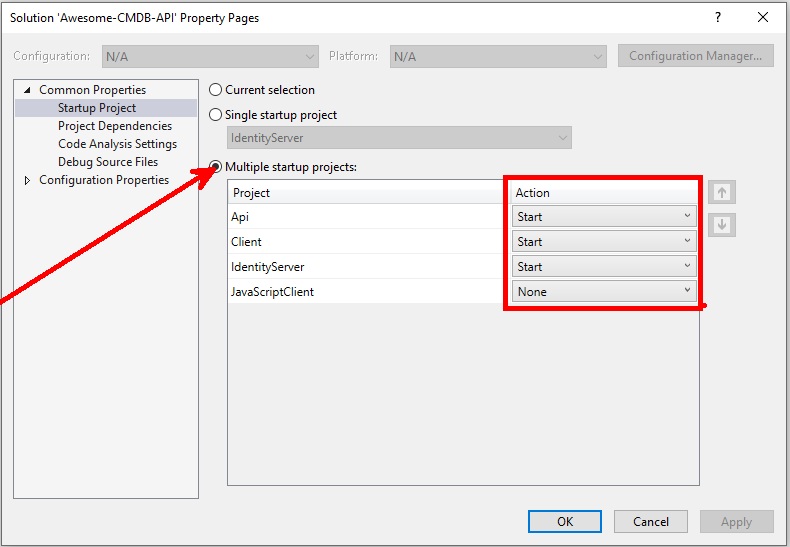 Solution 'Awesome-CMDB-API' Property Pages
?
Configuration: N/A Platform: N/A Configuration Manager...
Common Properties
Startup Project
Project Dependencies
Code Analysis Settings
Debug Source Files
Configuration Properties
Current selection
Single startup project
IdentityServer
Multiple startup projects:
Project Action
Api Start
Client Start
IdentityServer Start
JavaScriptClient None
OK Cancel Apply